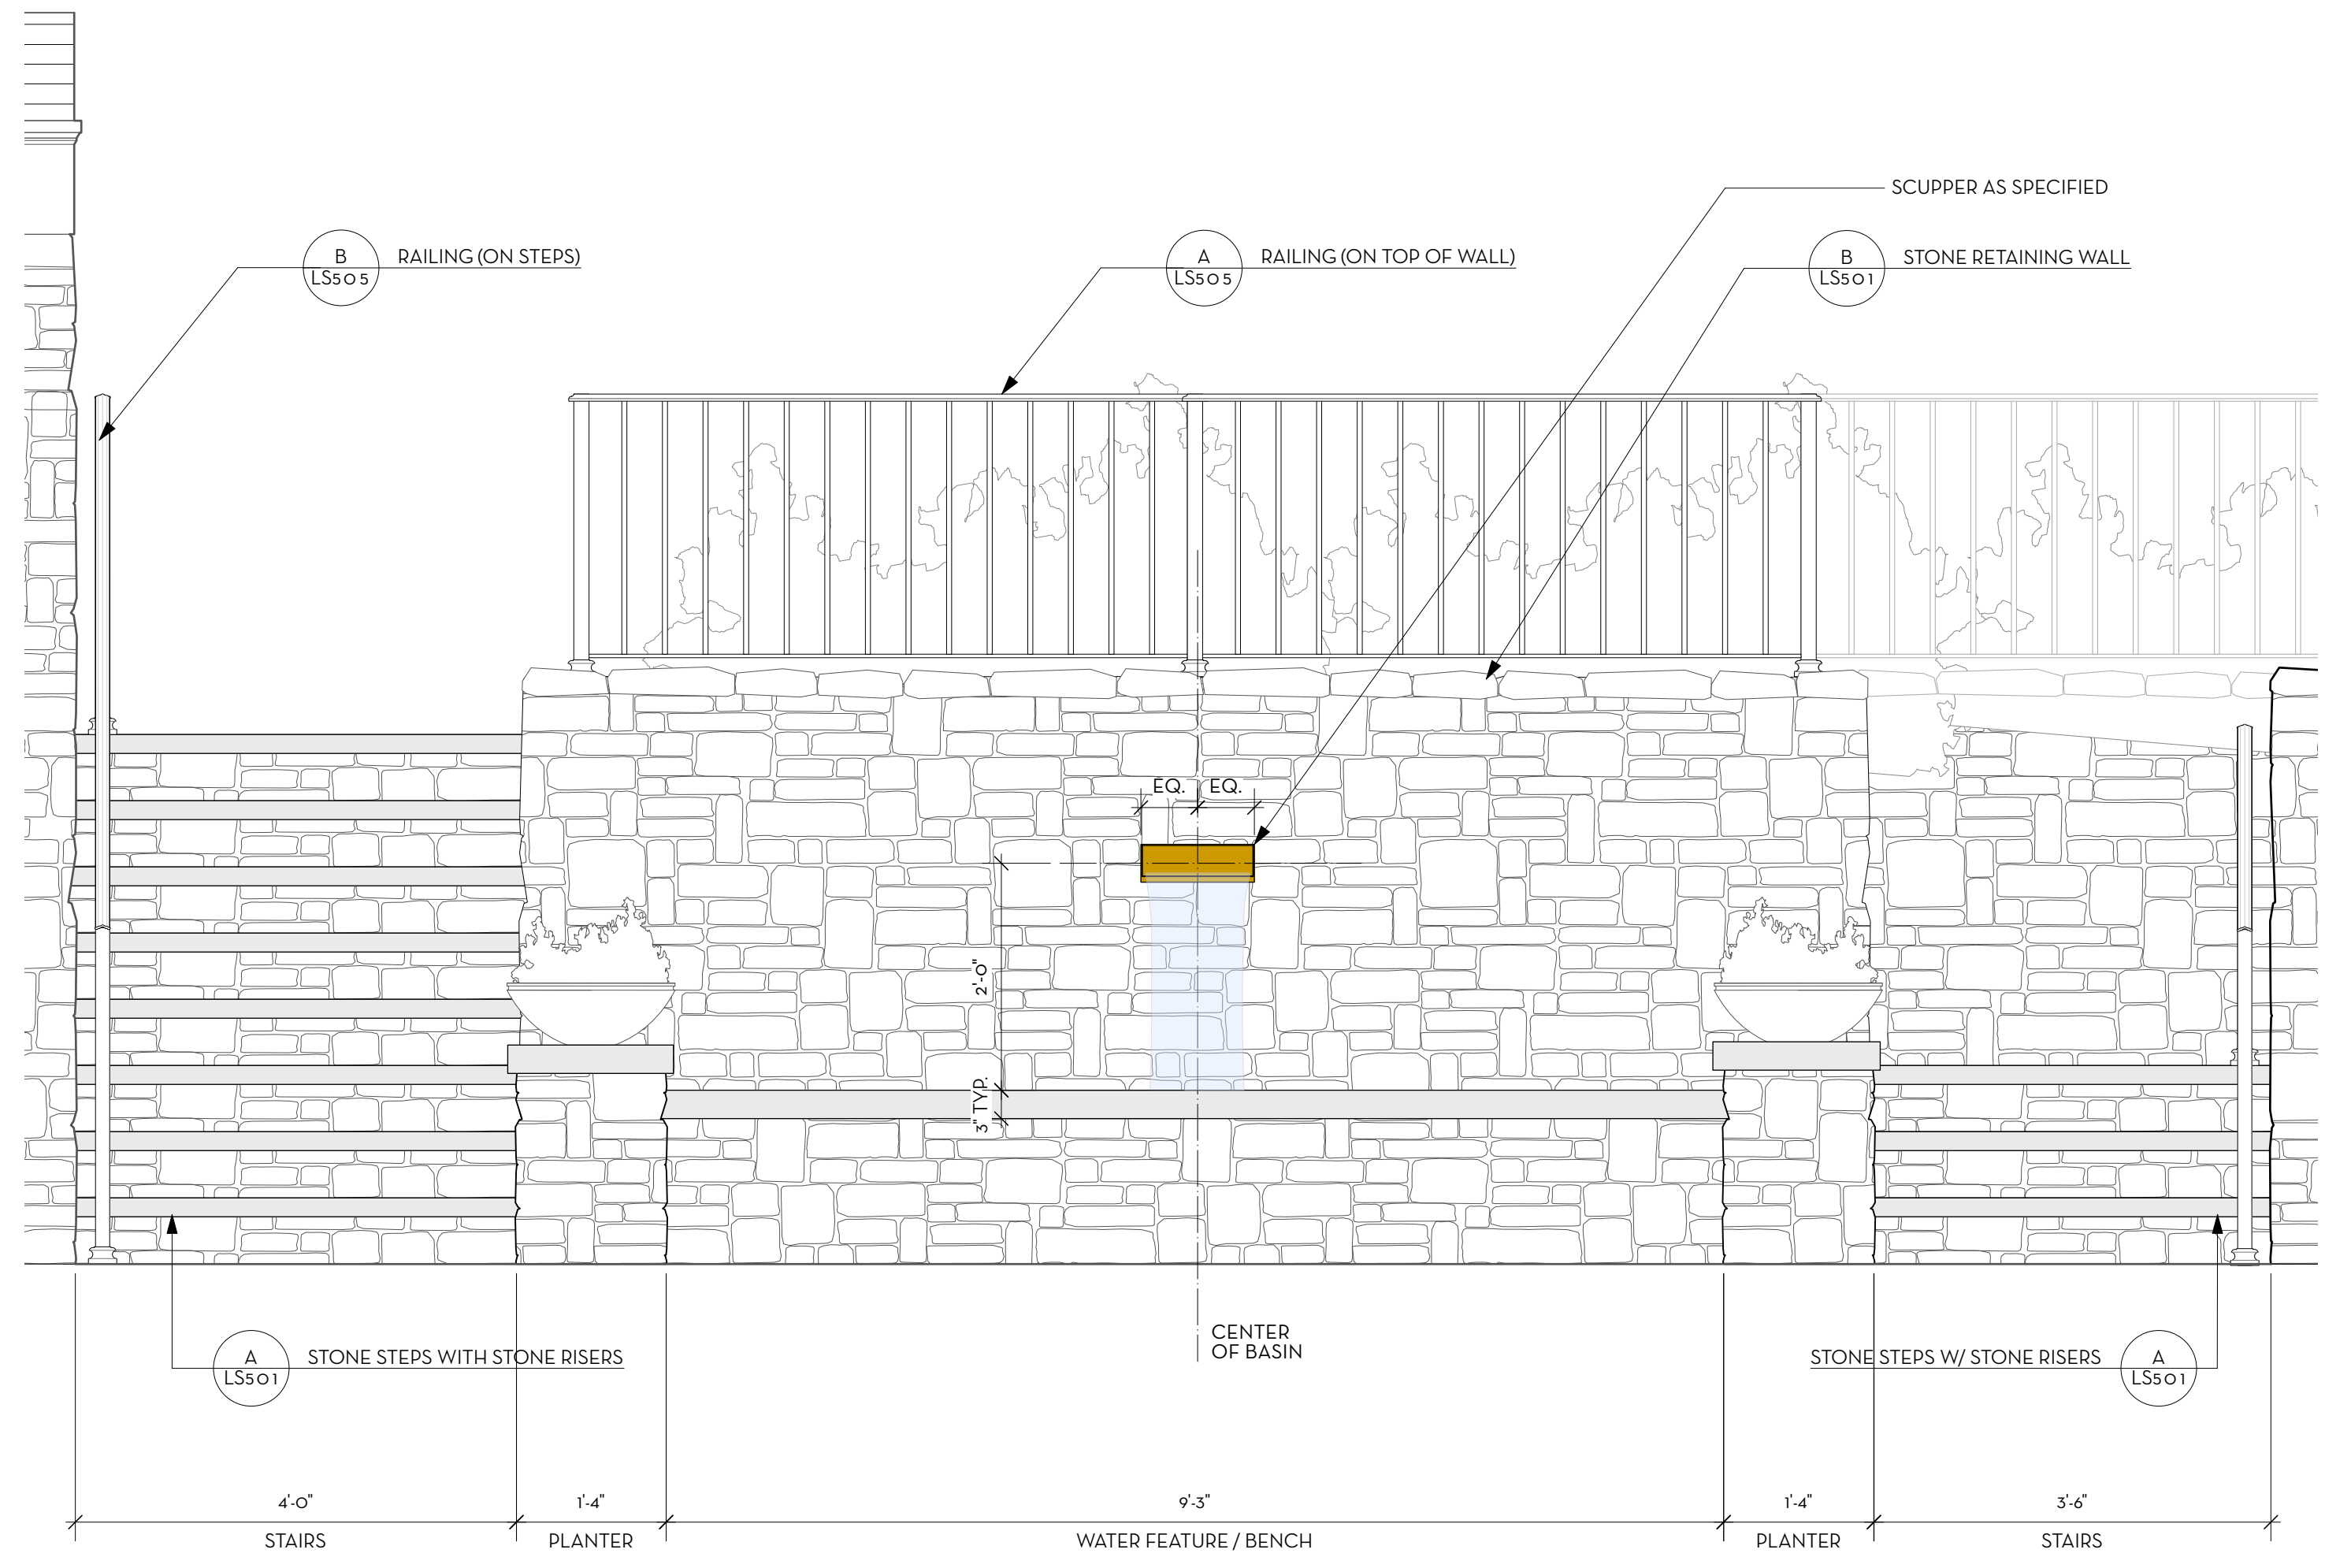 SCUPPER AS SPECIFIED
B
LS505
RAILING (ON STEPS)
A
LS505
RAILING (ON TOP OF WALL)
B
LS501
STONE RETAINING WALL
EQ.
EQ.
2'-0"
3" TYP.
CENTER
OF BASIN
A
LS501
STONE STEPS WITH STONE RISERS
STONE STEPS W/ STONE RISERS
A
LS501
4'-0"
1'-4"
9'-3"
1'-4"
3'-6"
STAIRS
PLANTER
WATER FEATURE / BENCH
PLANTER
STAIRS